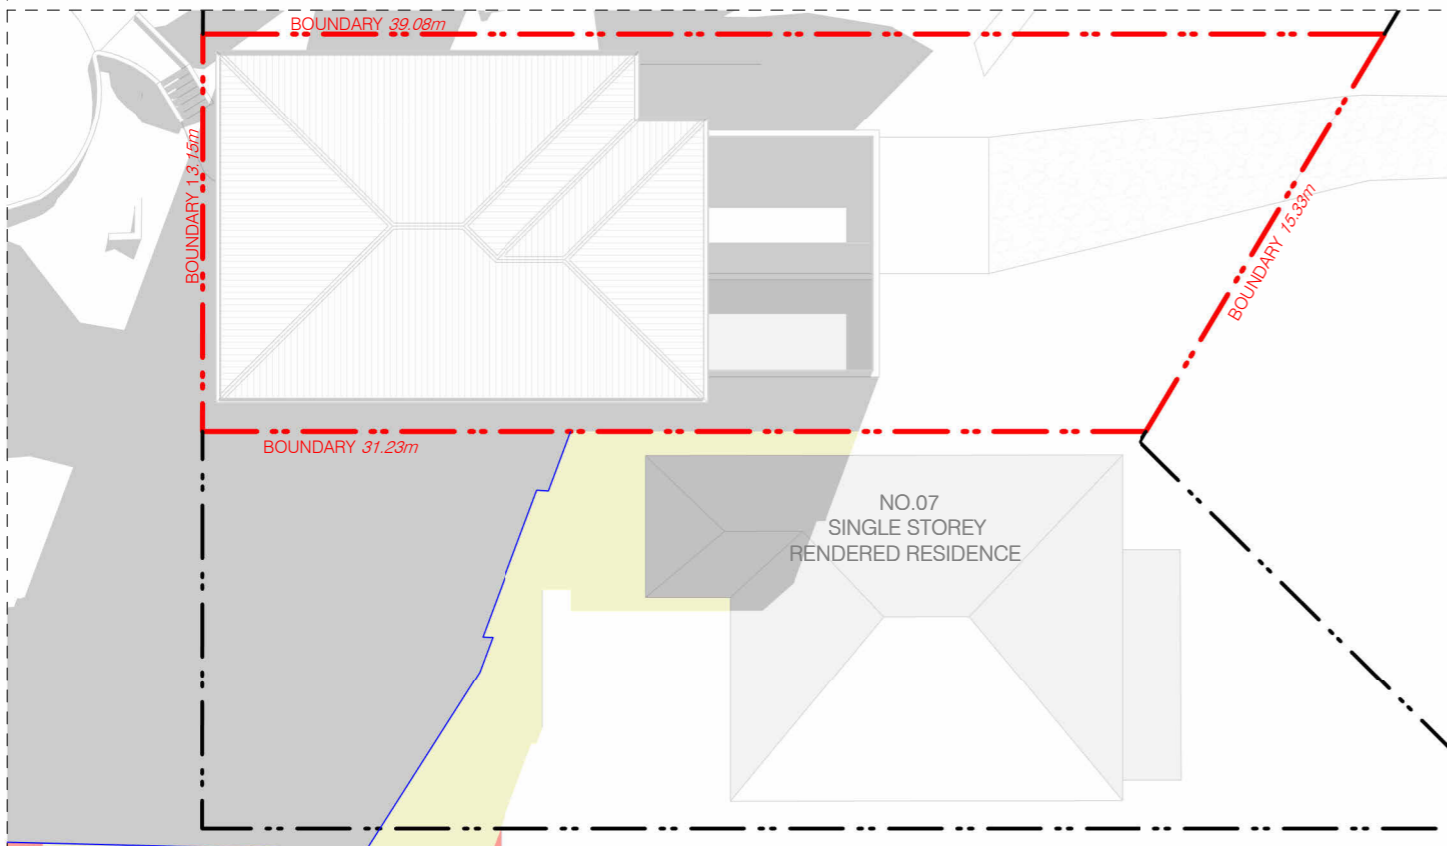 BOUNDARY 39.08m
BOUNDARY 13.15m
BOUNDARY 15.33m
BOUNDARY 31.23m
NO.07
SINGLE STOREY
RENDERED RESIDENCE